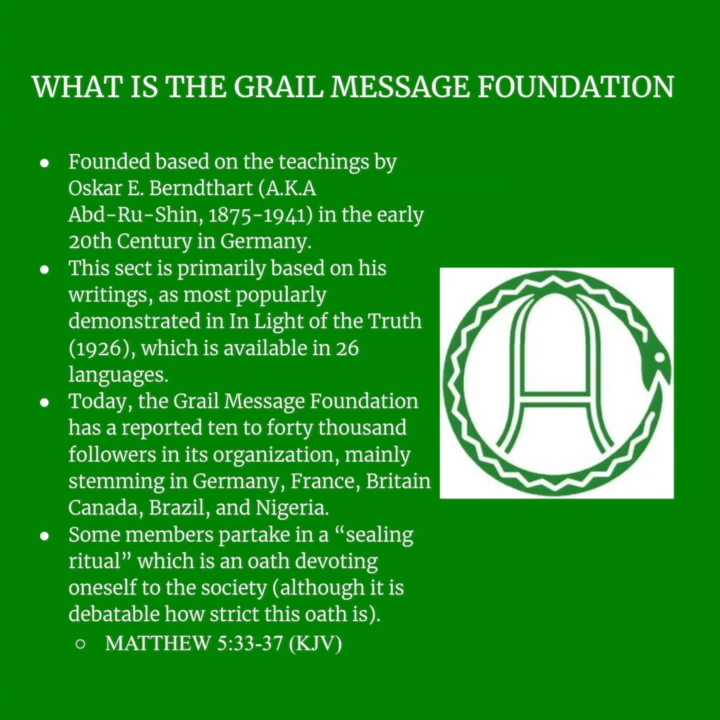 WHAT IS THE GRAIL MESSAGE FOUNDATION
● Founded based on the teachings by
Oskar E. Berndthart (A.K.A
Abd-Ru-Shin, 1875-1941) in the early
20th Century in Germany.
● This sect is primarily based on his
writings, as most popularly
demonstrated in In Light of the Truth
(1926), which is available in 26
languages.
● Today, the Grail Message Foundation
has a reported ten to forty thousand
followers in its organization, mainly
stemming in Germany, France, Britain
Canada, Brazil, and Nigeria.
● Some members partake in a “sealing
ritual” which is an oath devoting
oneself to the society (although it is
debatable how strict this oath is).
○ MATTHEW 5:33-37 (KJV)
A